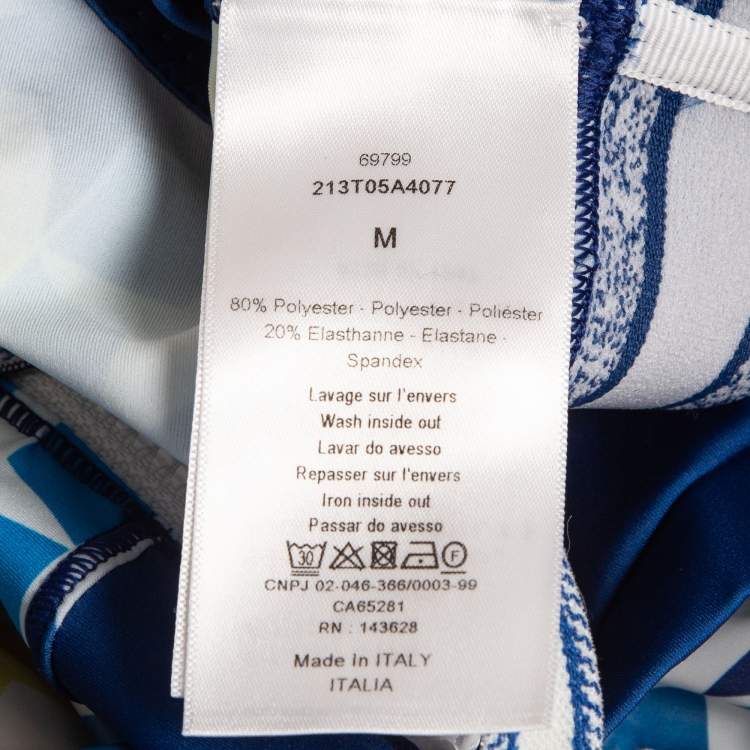 69799
213T05A4077
M
80% Polyester - Polyester - Poliéster
20% Elasthanne - Elastane -
Spandex
Lavage sur l'envers
Wash inside out
Lavar do avesso
Repasser sur l'envers
Iron inside out
Passar do avesso
30 F
CNPJ 02-046-366/0003-99
CA65281
RN : 143628
Made in ITALY
ITALIA